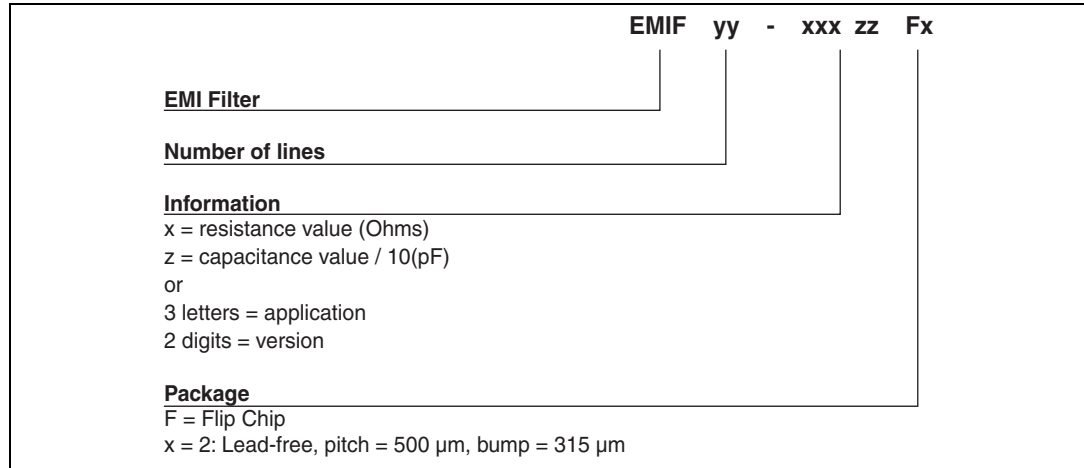 EMIF yy - xxx zz Fx
EMI Filter
Number of lines
Information
x = resistance value (Ohms)
z = capacitance value / 10(pF)
or
3 letters = application
2 digits = version
Package
F = Flip Chip
x = 2: Lead-free, pitch = 500 µm, bump = 315 µm